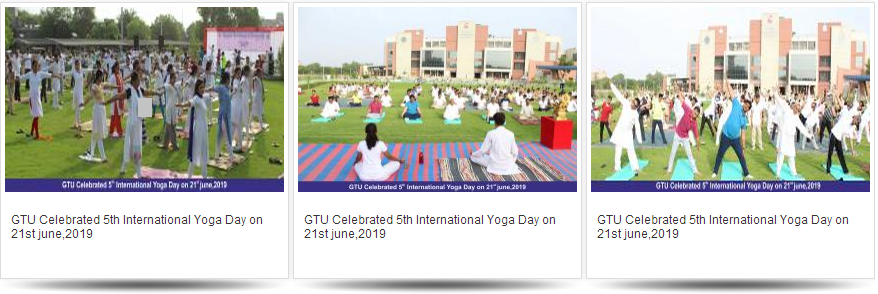 GTU Celebrated 5th International Yoga Day on 21st june,2019
GTU Celebrated 5th International Yoga Day on 21st june,2019
GTU Celebrated 5th International Yoga Day on 21st june,2019
GTU Celebrated 5th International Yoga Day on
21st june,2019
GTU Celebrated 5th International Yoga Day on
21st june,2019
GTU Celebrated 5th International Yoga Day on
21st june,2019